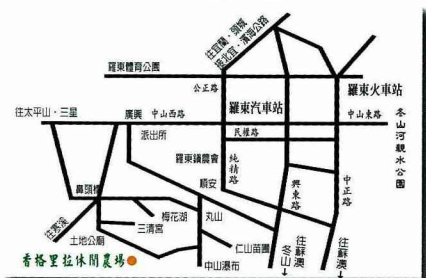 往宜蘭·頭城
接北宜·濱海公路
羅東體育公園
公正路
羅東汽車站
羅東火車站
往太平山·三星
廣興
中山西路
中山東路
冬山河親水公園
派出所
民權路
羅東鎮農會
純精路
順安
興東路
中正路
鼻頭橋
梅花湖
丸山
三清宮
往寒溪
土地公廟
仁山苗圃
往蘇澳
冬山
往蘇澳
香格里拉休閒農場
中山瀑布